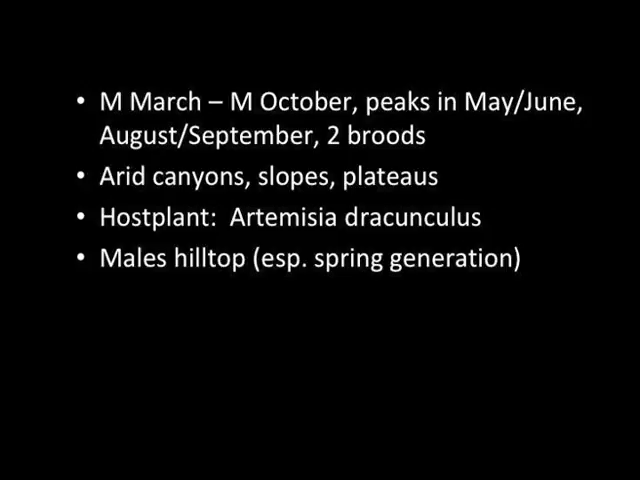 • M March – M October, peaks in May/June,
August/September, 2 broods
• Arid canyons, slopes, plateaus
• Hostplant:  Artemisia dracunculus
• Males hilltop (esp. spring generation)